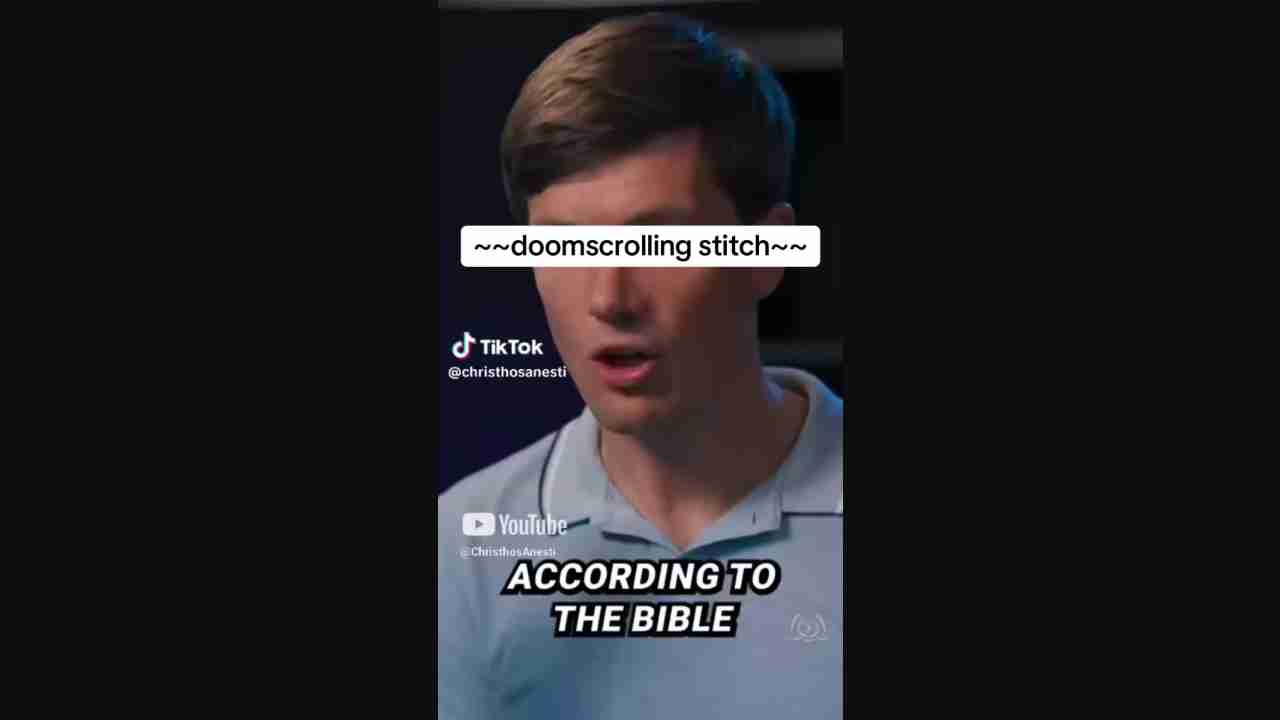 ~~doomscrolling stitch~~
TikTok
@christhosanesti
YouTube
@ChristhosAnesti
ACCORDING TO
THE BIBLE